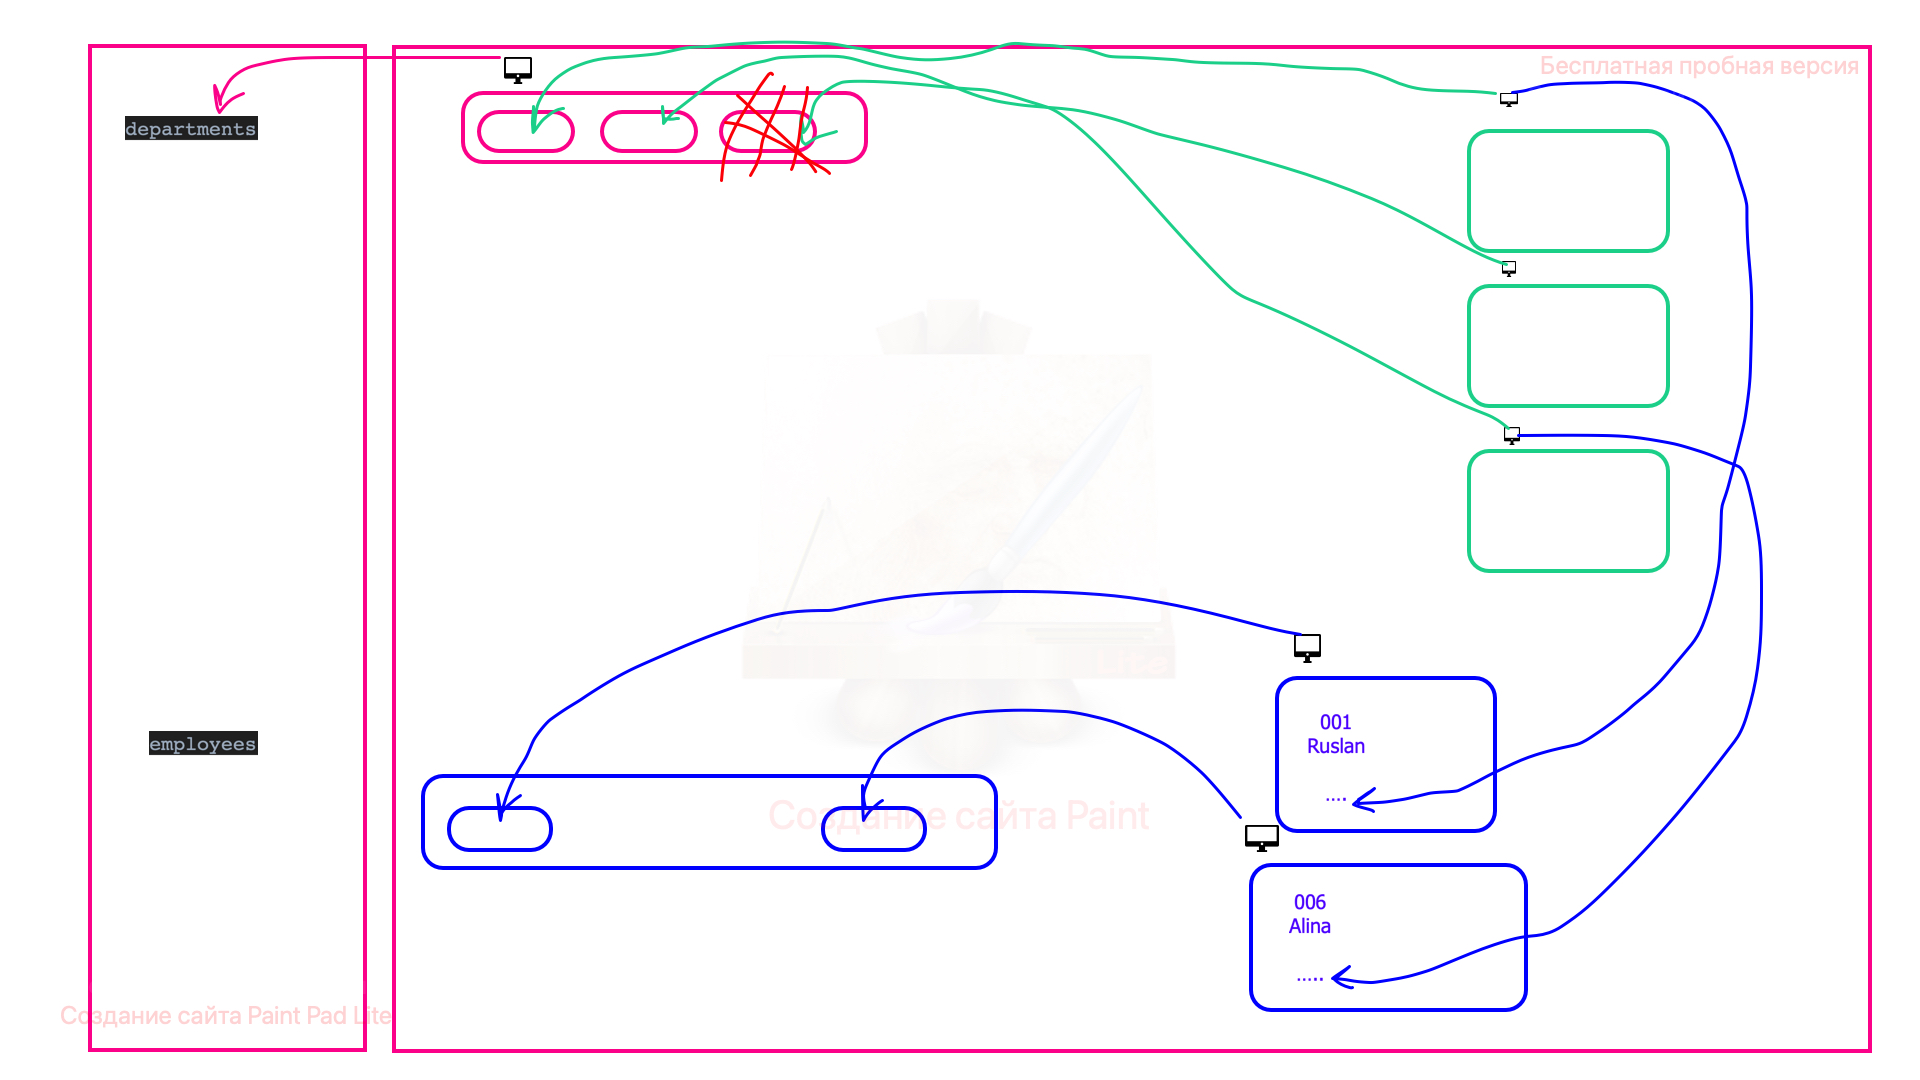 Бесплатная пробная версия
departments
employees
001
Ruslan
....
Создание сайта Paint
006
Alina
.....
Создание сайта Paint Pad Lite